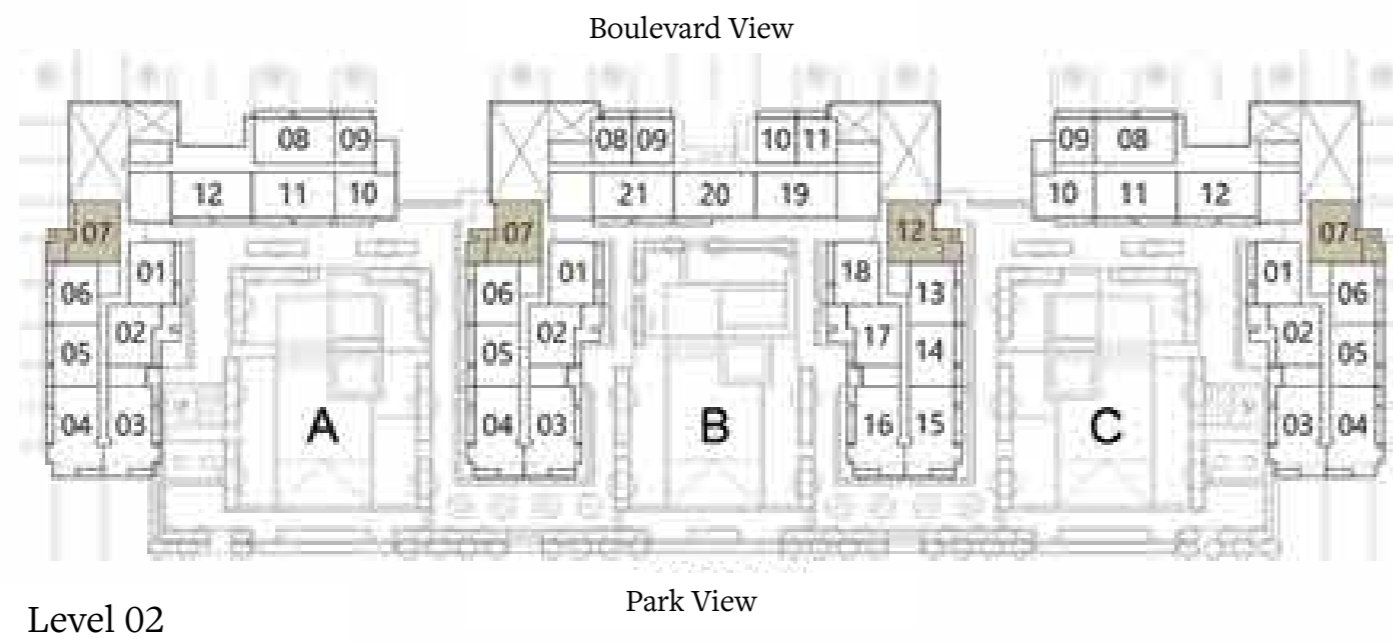 Boulevard View
08 09 08 09 10 11 09 08
12 11 10 21 20 19 10 11 12
07 07 12 07
01 01 18 01
06 06 13 06
02 02 17 02
05 05 14 05
04 03 A 04 03 B 16 15 C 03 04
Park View
Level 02